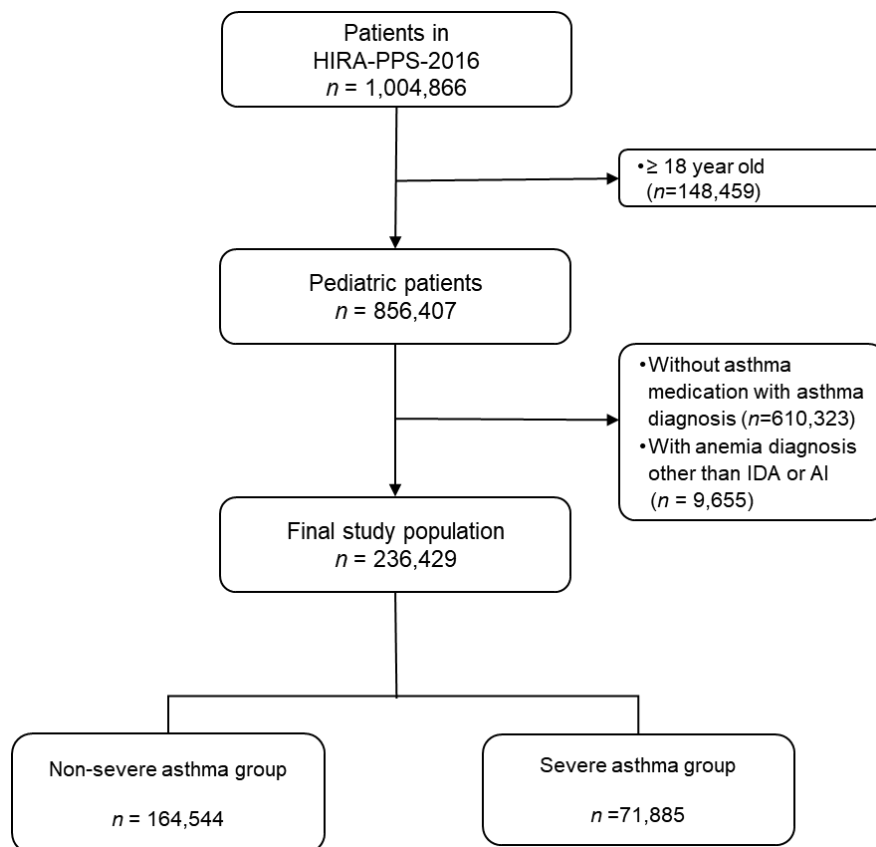 Patients in
HIRA-PPS-2016
n = 1,004,866
•≥ 18 year old
(n=148,459)
Pediatric patients
n = 856,407
•Without asthma
medication with asthma
diagnosis (n=610,323)
•With anemia diagnosis
other than IDA or AI
(n = 9,655)
Final study population
n = 236,429
Non-severe asthma group
n = 164,544
Severe asthma group
n =71,885